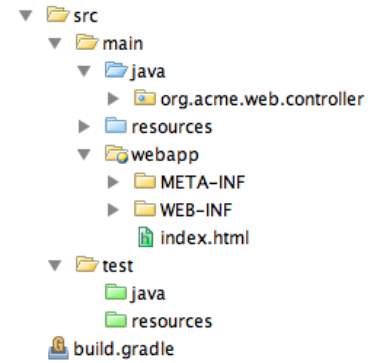 src
main
java
org.acme.web.controller
resources
webapp
META-INF
WEB-INF
index.html
test
java
resources
build.gradle